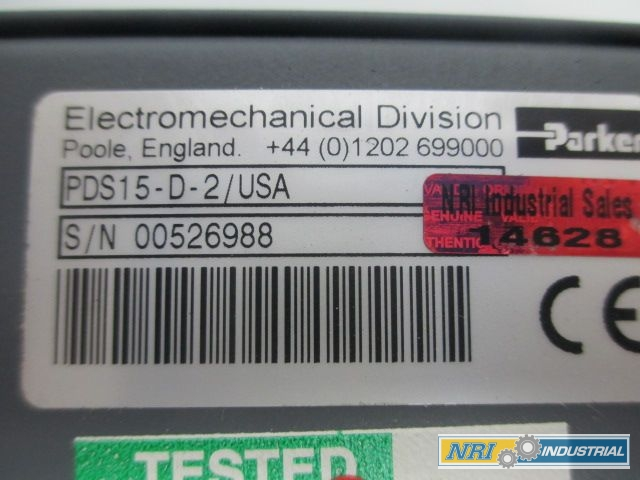 Electromechanical Division
Poole, England. +44 (0)1202 699000
Parker
PDS15-D-2/USA
NRI Industrial Sales
14628
S/N 00526988
CE
TESTED
NRI INDUSTRIAL